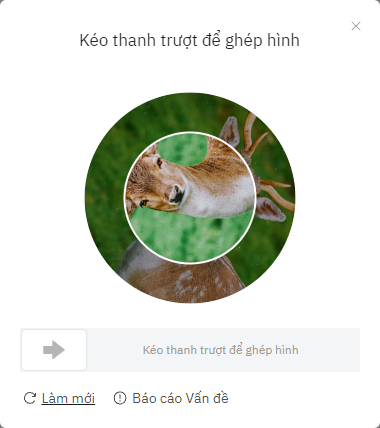 Kéo thanh trượt để ghép hình
Kéo thanh trượt để ghép hình
Làm mới
Báo cáo Vấn đề